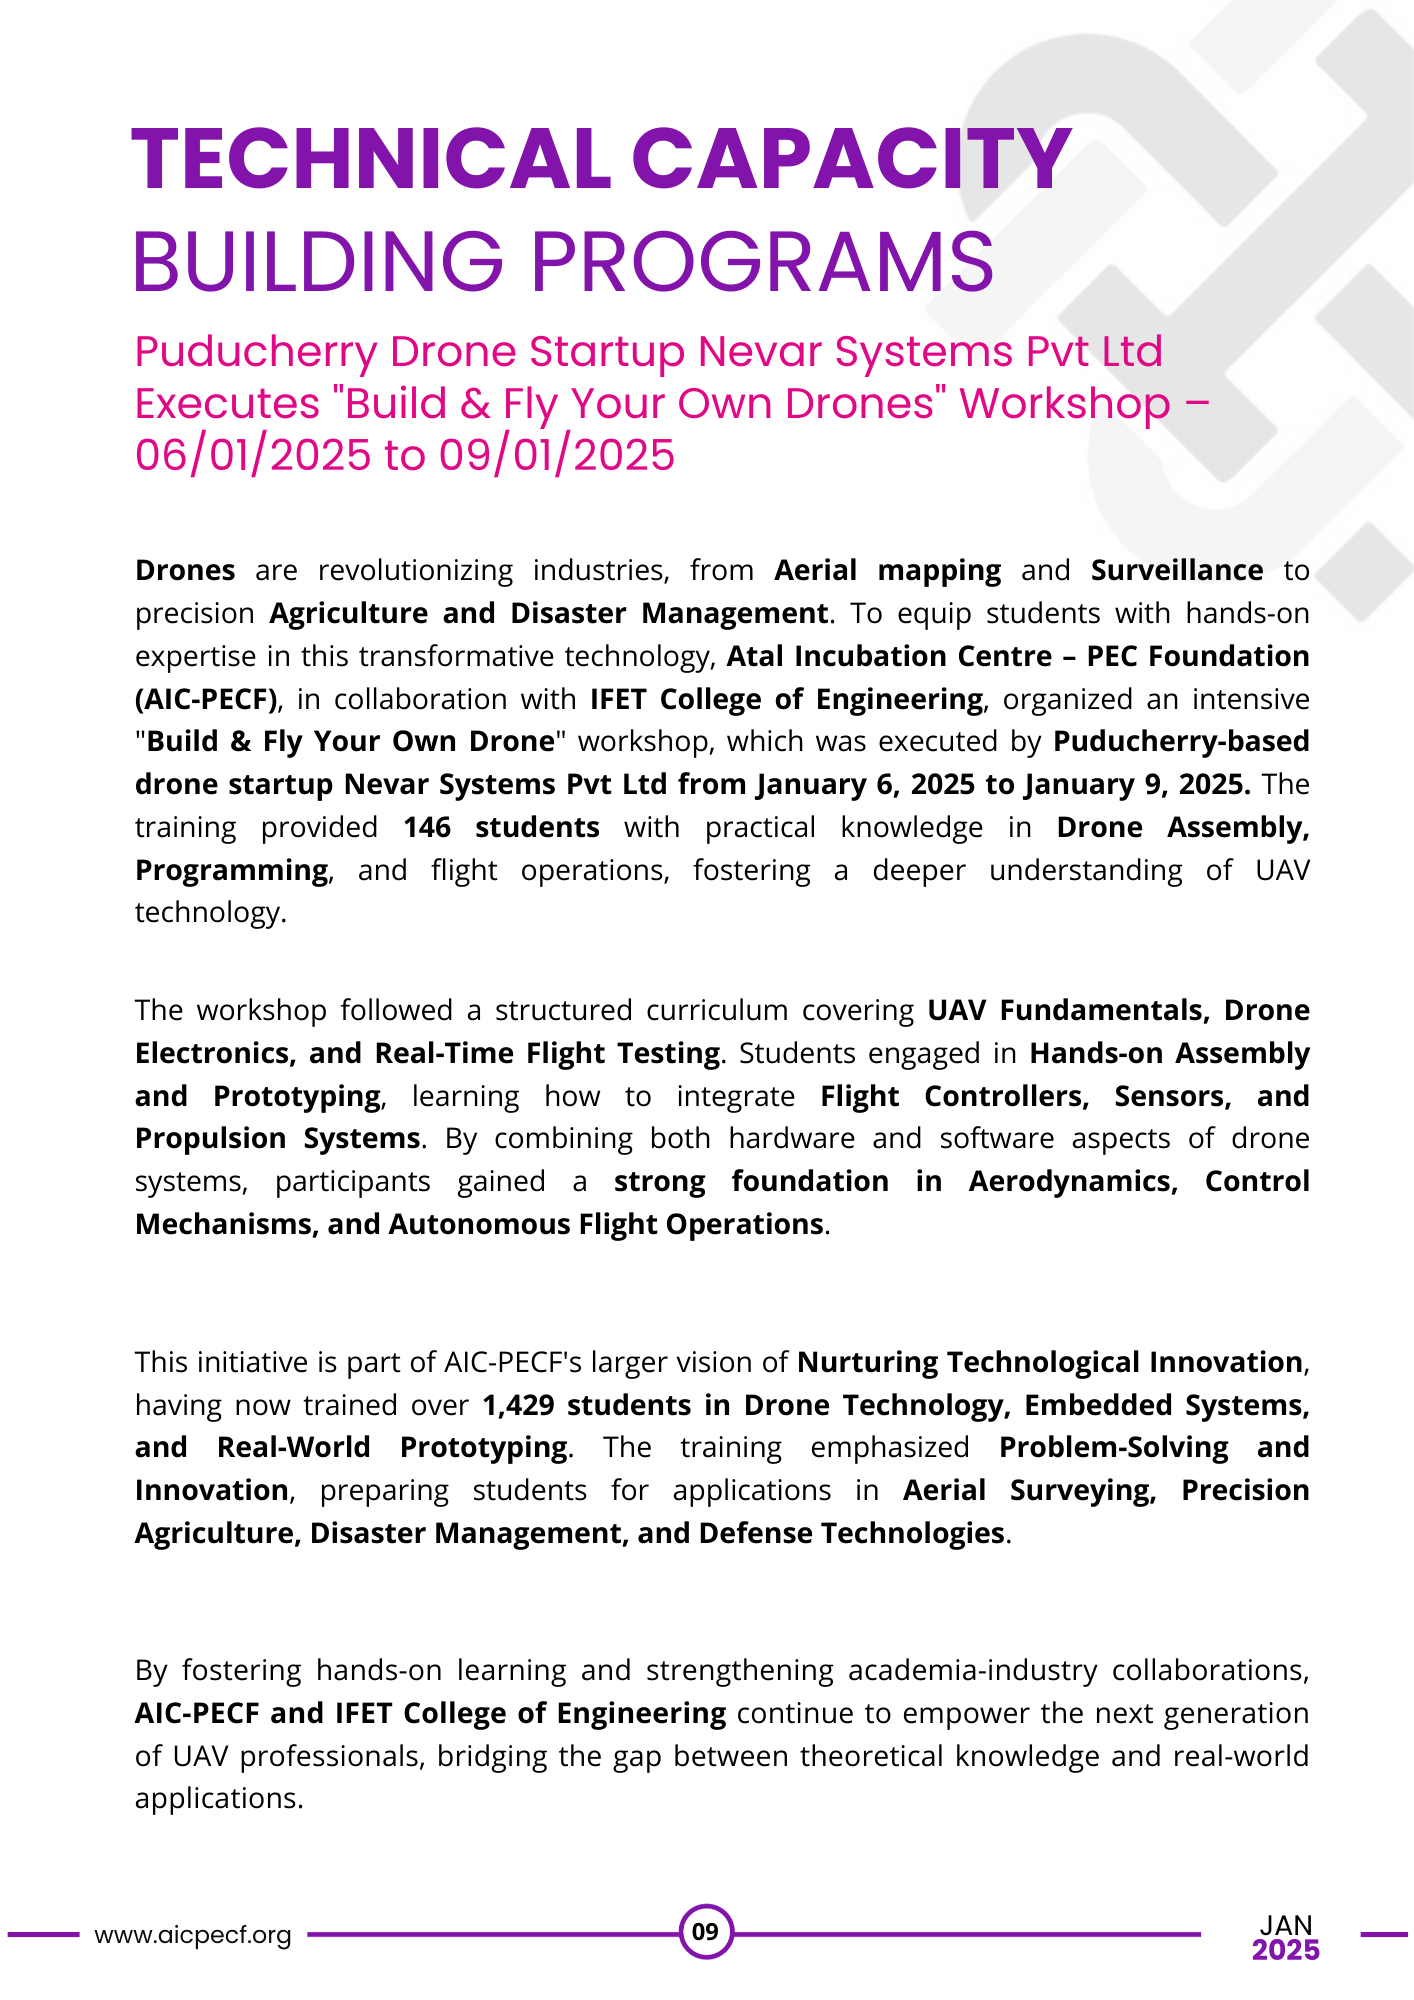 TECHNICAL CAPACITY
BUILDING PROGRAMS
Puducherry Drone Startup Nevar Systems Pvt Ltd
Executes "Build & Fly Your Own Drones" Workshop –
06/01/2025 to 09/01/2025
Drones are revolutionizing industries, from Aerial mapping and Surveillance to
precision Agriculture and Disaster Management. To equip students with hands-on
expertise in this transformative technology, Atal Incubation Centre – PEC Foundation
(AIC-PECF), in collaboration with IFET College of Engineering, organized an intensive
"Build & Fly Your Own Drone" workshop, which was executed by Puducherry-based
drone startup Nevar Systems Pvt Ltd from January 6, 2025 to January 9, 2025. The
training provided 146 students with practical knowledge in Drone Assembly,
Programming, and flight operations, fostering a deeper understanding of UAV
technology.
The workshop followed a structured curriculum covering UAV Fundamentals, Drone
Electronics, and Real-Time Flight Testing. Students engaged in Hands-on Assembly
and Prototyping, learning how to integrate Flight Controllers, Sensors, and
Propulsion Systems. By combining both hardware and software aspects of drone
systems, participants gained a strong foundation in Aerodynamics, Control
Mechanisms, and Autonomous Flight Operations.
This initiative is part of AIC-PECF's larger vision of Nurturing Technological Innovation,
having now trained over 1,429 students in Drone Technology, Embedded Systems,
and Real-World Prototyping. The training emphasized Problem-Solving and
Innovation, preparing students for applications in Aerial Surveying, Precision
Agriculture, Disaster Management, and Defense Technologies.
By fostering hands-on learning and strengthening academia-industry collaborations,
AIC-PECF and IFET College of Engineering continue to empower the next generation
of UAV professionals, bridging the gap between theoretical knowledge and real-world
applications.
www.aicpecf.org
09
JAN
2025